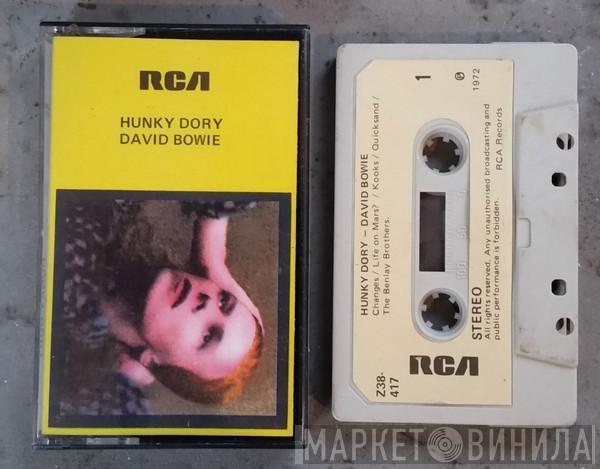 RCA
HUNKY DORY
DAVID BOWIE
1
℗
1972
HUNKY DORY – DAVID BOWIE
Changes / Life on Mars? / Kooks / Quicksand /
The Benlay Brothers.
STEREO
All rights reserved. Any unauthorised broadcasting and
public performance is forbidden. RCA Records
Z38-
417
RCA
МАРКЕТ ВИНИЛА